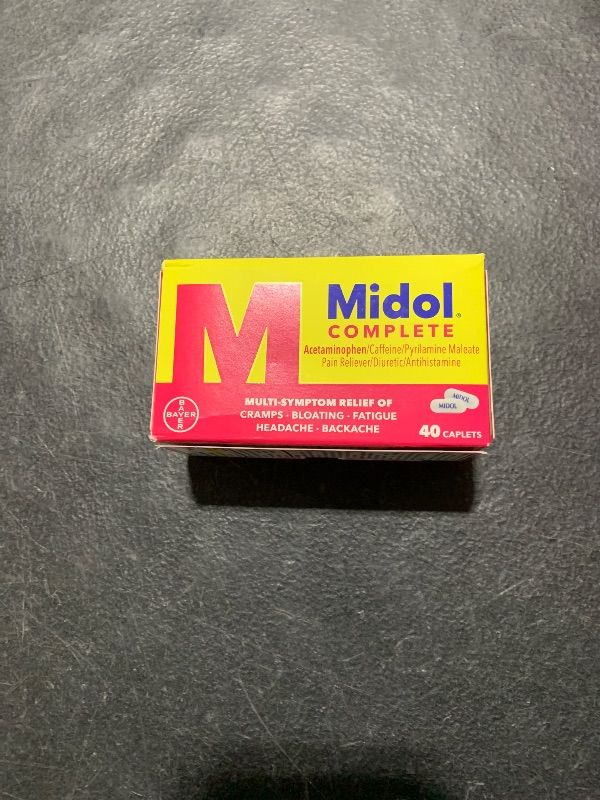 M
Midol®
COMPLETE
Acetaminophen/Caffeine/Pyrilamine Maleate
Pain Reliever/Diuretic/Antihistamine
BAYER
BAYER
MULTI-SYMPTOM RELIEF OF
CRAMPS · BLOATING · FATIGUE
HEADACHE · BACKACHE
MIDOL
MIDOL
40 CAPLETS